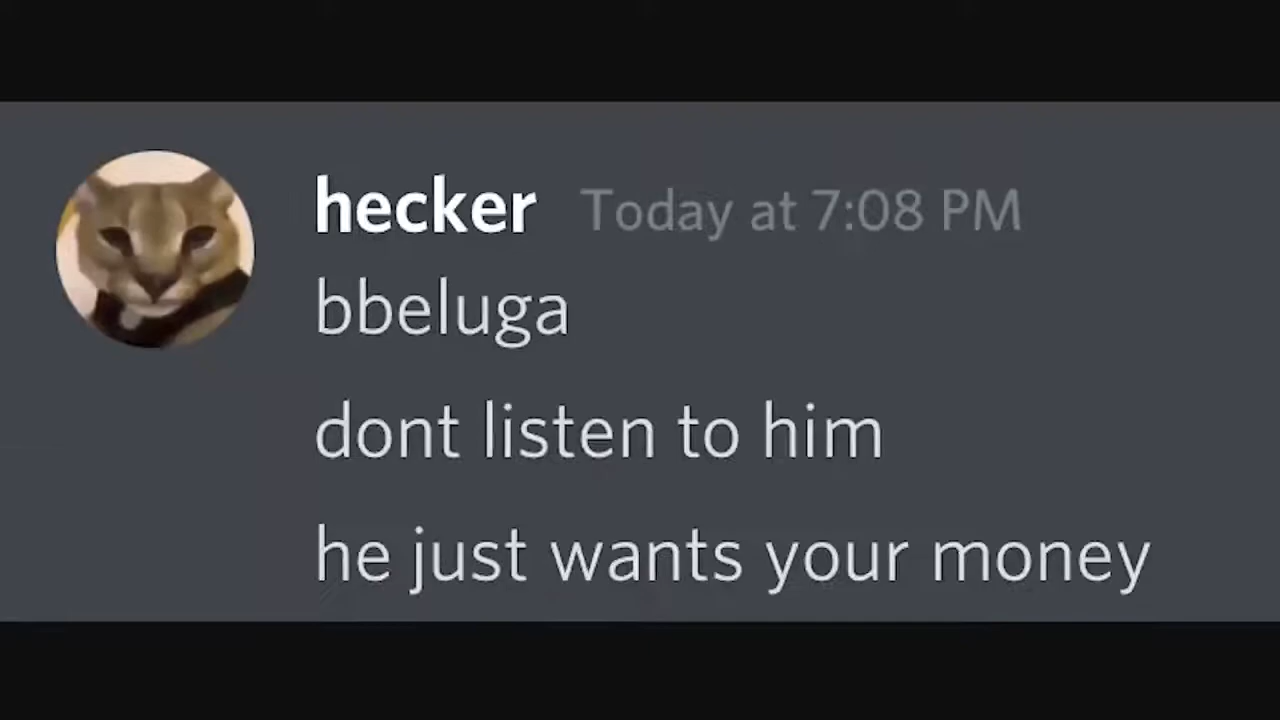 hecker Today at 7:08 PM
bbeluga
dont listen to him
he just wants your money